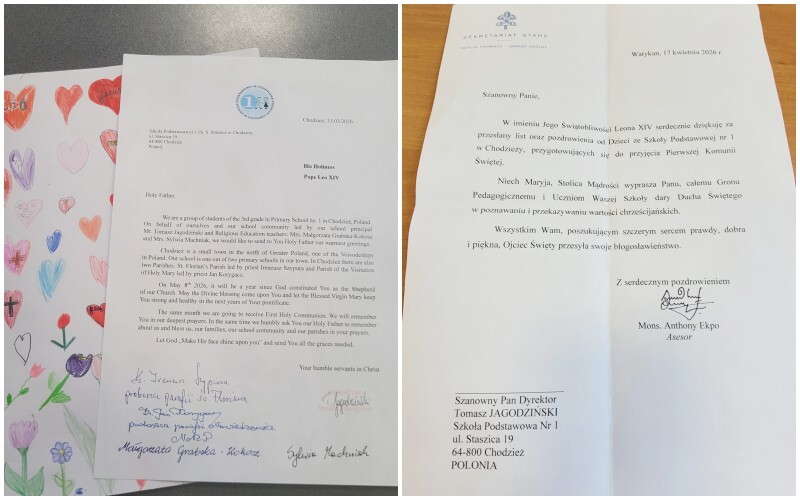 Chodzież, 31.03.2026
Szkoła Podstawowa nr 1 im. S. Staszica w Chodzieży
ul. Staszica 19
64-800 Chodzież
Poland
His Holiness
Pope Leo XIV
Holy Father,
We are a group of students of the 3rd grade in Primary School no. 1 in Chodzież, Poland.
On behalf of ourselves and our school community led by our school principal
Mr. Tomasz Jagodziński and Religious Education teachers: Mrs. Małgorzata Grabska-Kokosz
and Mrs. Sylwia Machniak, we would like to send to You Holy Father our warmest greetings.
Chodzież is a small town in the north of Greater Poland, one of the Voivodeships
in Poland. Our school is one out of two primary schools in our town. In Chodzież there are also
two Parishes: St. Florian's Parish led by priest Ireneusz Szypura and Parish of the Visitation
of Holy Mary led by priest Jan Korygacz.
On May 8th 2026, it will be a year since God constituted You as the Shepherd
of our Church. May the Divine blessing come upon You and let the Blessed Virgin Mary keep
You strong and healthy in the next years of Your pontificate.
The same month we are going to receive First Holy Communion. We will remember
You in our deepest prayers. In the same time we humbly ask You our Holy Father to remember
about us and bless us, our families, our school community and our parishes in your prayers.
Let God „Make His face shine upon you” and send You all the graces needed.
Your humble servants in Christ
Ks. Ireneusz Szypura
proboszcz parafii św. Floriana
T. Jagodziński
Małgorzata Grabska-Kokosz
Sylwia Machniak
SEKRETARIAT STANU
Watykan, 17 kwietnia 2026
Szanowny Panie,
W imieniu Jego Świątobliwości Leona XIV serdecznie dziękuję za
przesłany list oraz pozdrowienia od Dzieci ze Szkoły Podstawowej nr 1
w Chodzieży, przygotowujących się do przyjęcia Pierwszej Komunii
Świętej.
Niech Maryja, Stolica Mądrości wyprasza Panu, całemu Gronu
Pedagogicznemu i Uczniom Waszej Szkoły dary Ducha Świętego
w poznawaniu i przekazywaniu wartości chrześcijańskich.
Wszystkim Wam, poszukującym szczerym sercem prawdy, dobra
i piękna, Ojciec Święty przesyła swoje błogosławieństwo.
Z serdecznym pozdrowieniem
Mons. Anthony Ekpo
Asesor
Szanowny Pan Dyrektor
Tomasz JAGODZINSKI
Szkoła Podstawowa Nr 1
ul. Staszica 19
64-800 Chodzież
POLONIA